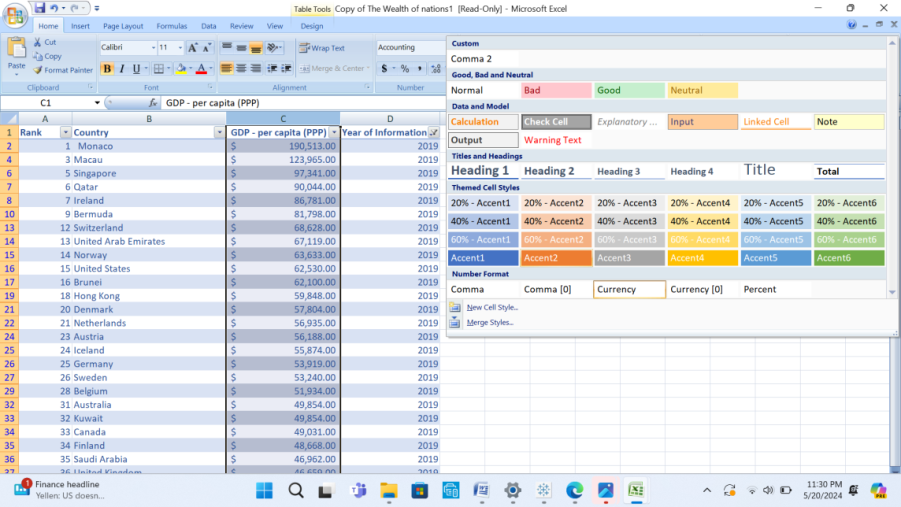 Table Tools Copy of The Wealth of nations1 [Read-Only] - Microsoft Excel
Home Insert Page Layout Formulas Data Review View Design
Cut
Copy
Format Painter
Paste
Clipboard
Calibri 11
B I U A
Font
Wrap Text
Merge & Center
Alignment
Accounting
$ % ,
Number
C1 fx GDP - per capita (PPP)
A B C D
1 Rank Country GDP - per capita (PPP) Year of Information
2 1 Monaco $ 190,513.00 2019
4 3 Macau $ 123,965.00 2019
6 5 Singapore $ 97,341.00 2019
7 6 Qatar $ 90,044.00 2019
8 7 Ireland $ 86,781.00 2019
10 9 Bermuda $ 81,798.00 2019
13 12 Switzerland $ 68,628.00 2019
14 13 United Arab Emirates $ 67,119.00 2019
15 14 Norway $ 63,633.00 2019
16 15 United States $ 62,530.00 2019
17 16 Brunei $ 62,100.00 2019
19 18 Hong Kong $ 59,848.00 2019
21 20 Denmark $ 57,804.00 2019
22 21 Netherlands $ 56,935.00 2019
24 23 Austria $ 56,188.00 2019
25 24 Iceland $ 55,874.00 2019
26 25 Germany $ 53,919.00 2019
27 26 Sweden $ 53,240.00 2019
29 28 Belgium $ 51,934.00 2019
32 31 Australia $ 49,854.00 2019
33 32 Kuwait $ 49,854.00 2019
34 33 Canada $ 49,031.00 2019
35 34 Finland $ 48,668.00 2019
36 35 Saudi Arabia $ 46,962.00 2019
37 36 United Kingdom $ 46,659.00 2019
Custom
Comma 2
Good, Bad and Neutral
Normal Bad Good Neutral
Data and Model
Calculation Check Cell Explanatory ... Input Linked Cell Note
Output Warning Text
Titles and Headings
Heading 1 Heading 2 Heading 3 Heading 4 Title Total
Themed Cell Styles
20% - Accent1 20% - Accent2 20% - Accent3 20% - Accent4 20% - Accent5 20% - Accent6
40% - Accent1 40% - Accent2 40% - Accent3 40% - Accent4 40% - Accent5 40% - Accent6
60% - Accent1 60% - Accent2 60% - Accent3 60% - Accent4 60% - Accent5 60% - Accent6
Accent1 Accent2 Accent3 Accent4 Accent5 Accent6
Number Format
Comma Comma [0] Currency Currency [0] Percent
New Cell Style...
Merge Styles...
1 Finance headline
Yellen: US doesn...
11:30 PM
5/20/2024